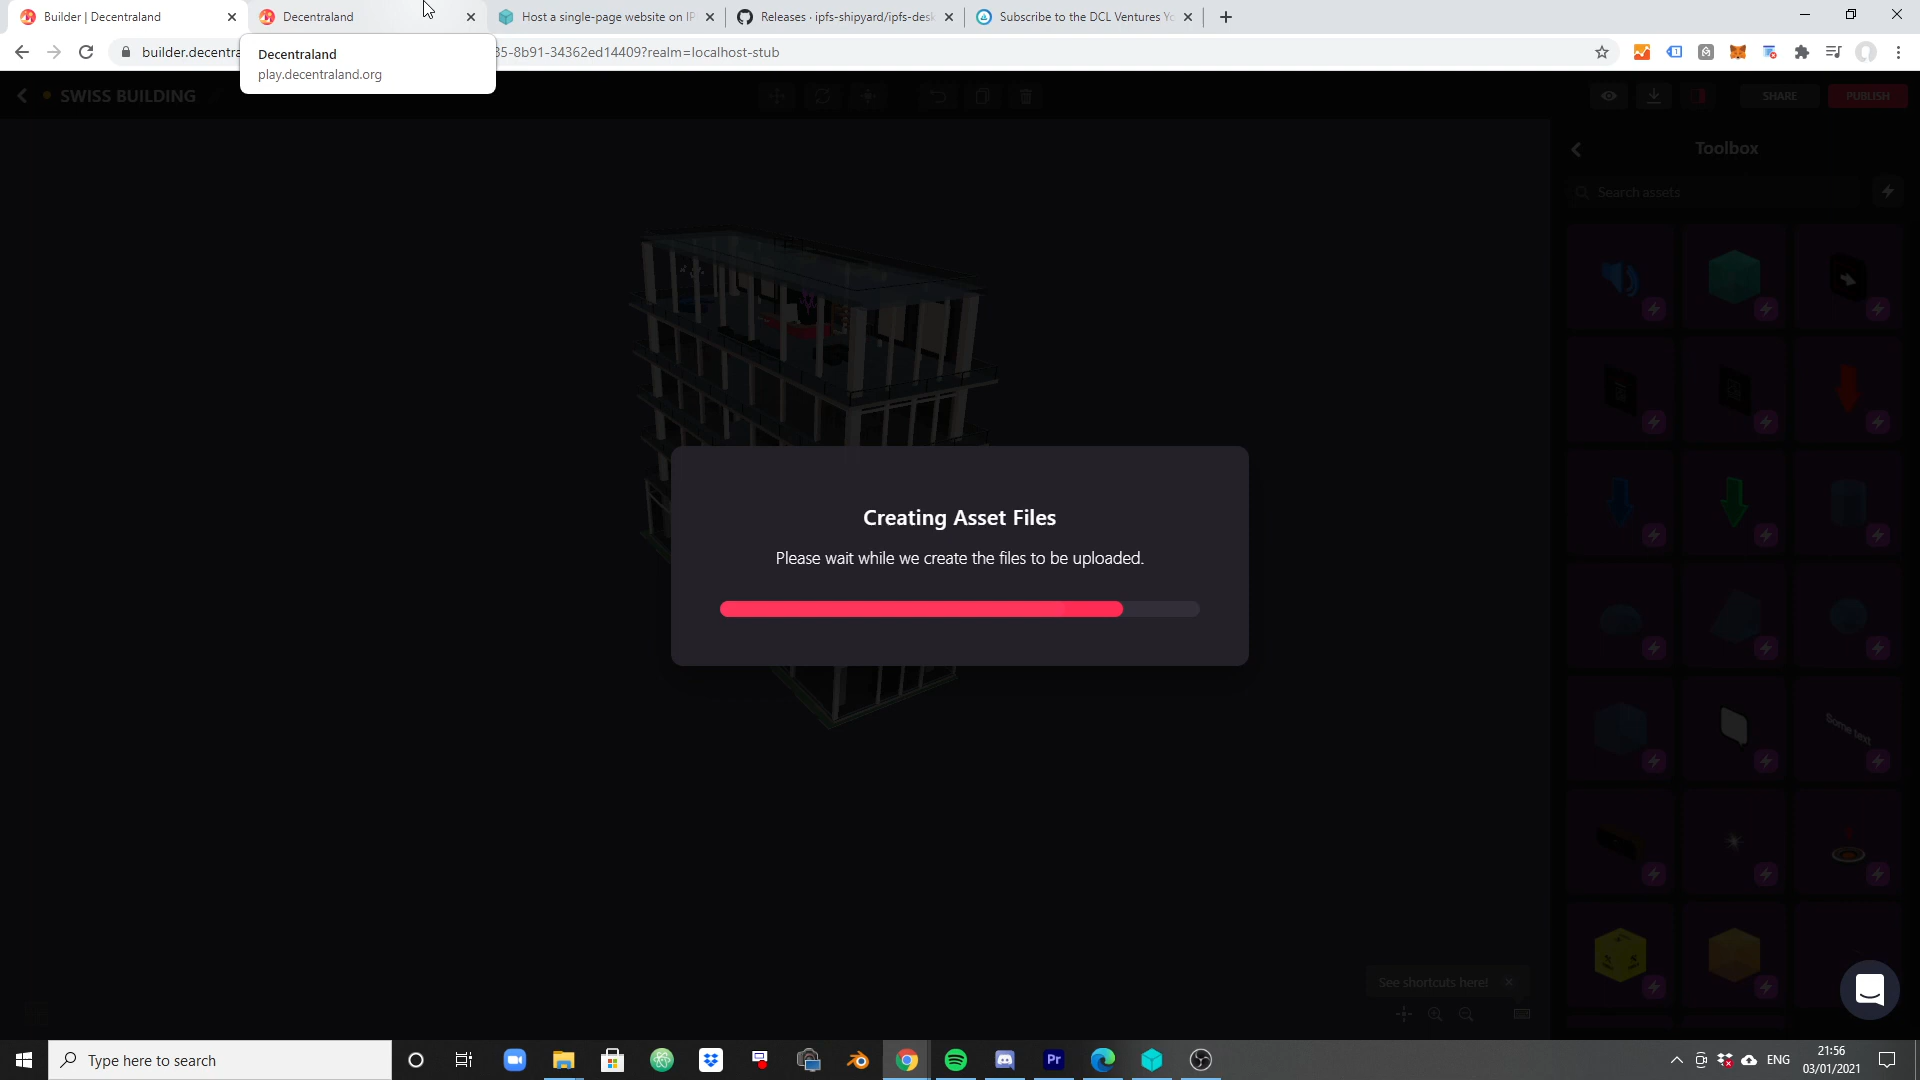 Builder | Decentraland
Decentraland
Host a single-page website on IP
Releases · ipfs-shipyard/ipfs-desk
Subscribe to the DCL Ventures Yo
builder.decentra
35-8b91-34362ed14409?realm=localhost-stub
Decentraland
play.decentraland.org
SWISS BUILDING
SHARE
PUBLISH
Toolbox
Search assets
Creating Asset Files
Please wait while we create the files to be uploaded.
Some text
See shortcuts here!
Type here to search
Pr
ENG
21:56
03/01/2021